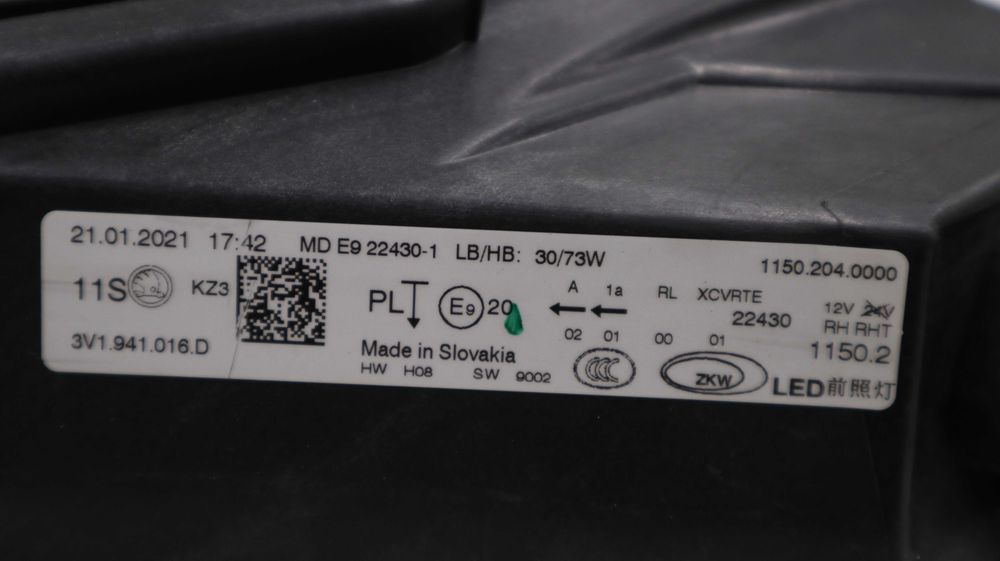 21.01.2021 17:42 MD E9 22430-1 LB/HB: 30/73W 1150.204.0000
11S KZ3 PL E9 20 A 1a RL XCVRTE 12V 24V
22430 RH RHT
02 01 00 01
3V1.941.016.D Made in Slovakia 1150.2
HW H08 SW 9002 CCC ZKW LED前照灯